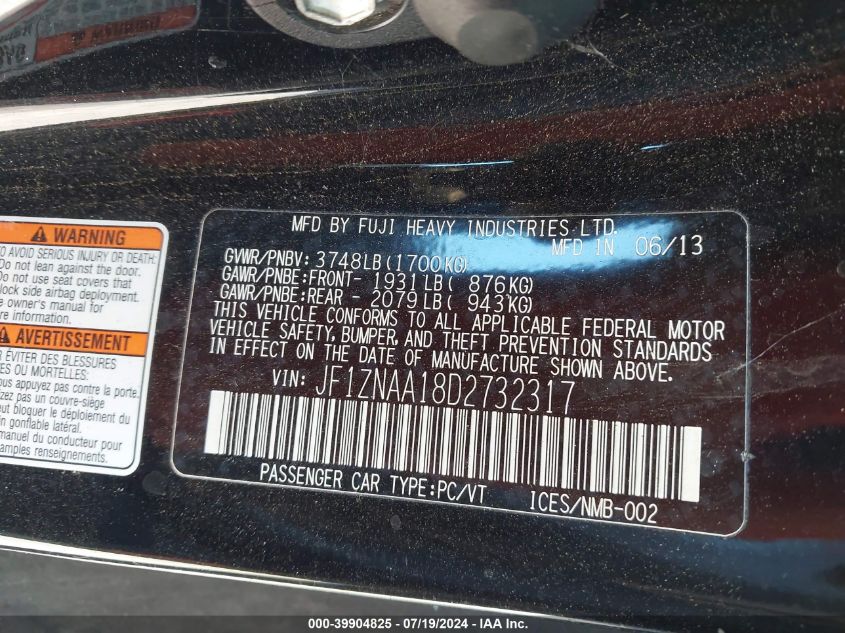 MFD BY FUJI HEAVY INDUSTRIES LTD.
MFD IN 06/13
GVWR/PNBV: 3748LB(1700KG)
GAWR/PNBE:FRONT- 1931LB( 876KG)
GAWR/PNBE:REAR - 2079LB( 943KG)
THIS VEHICLE CONFORMS TO ALL APPLICABLE FEDERAL MOTOR
VEHICLE SAFETY, BUMPER, AND THEFT PREVENTION STANDARDS
IN EFFECT ON THE DATE OF MANUFACTURE SHOWN ABOVE.
VIN: JF1ZNAA18D2732317
PASSENGER CAR TYPE:PC/VT ICES/NMB-002
WARNING
TO AVOID SERIOUS INJURY OR DEATH:
Do not lean against the door.
Do not use seat covers that
block side airbag deployment.
owner's manual for
more information.
AVERTISSEMENT
ÉVITER DES BLESSURES
OU MORTELLES:
vous appuyez pas contre la porte.
pas un couvre-siège
peut bloquer le déploiement
gonflable latéral.
manuel du conducteur pour
amples renseignements.
000-39904825 - 07/19/2024 - IAA Inc.